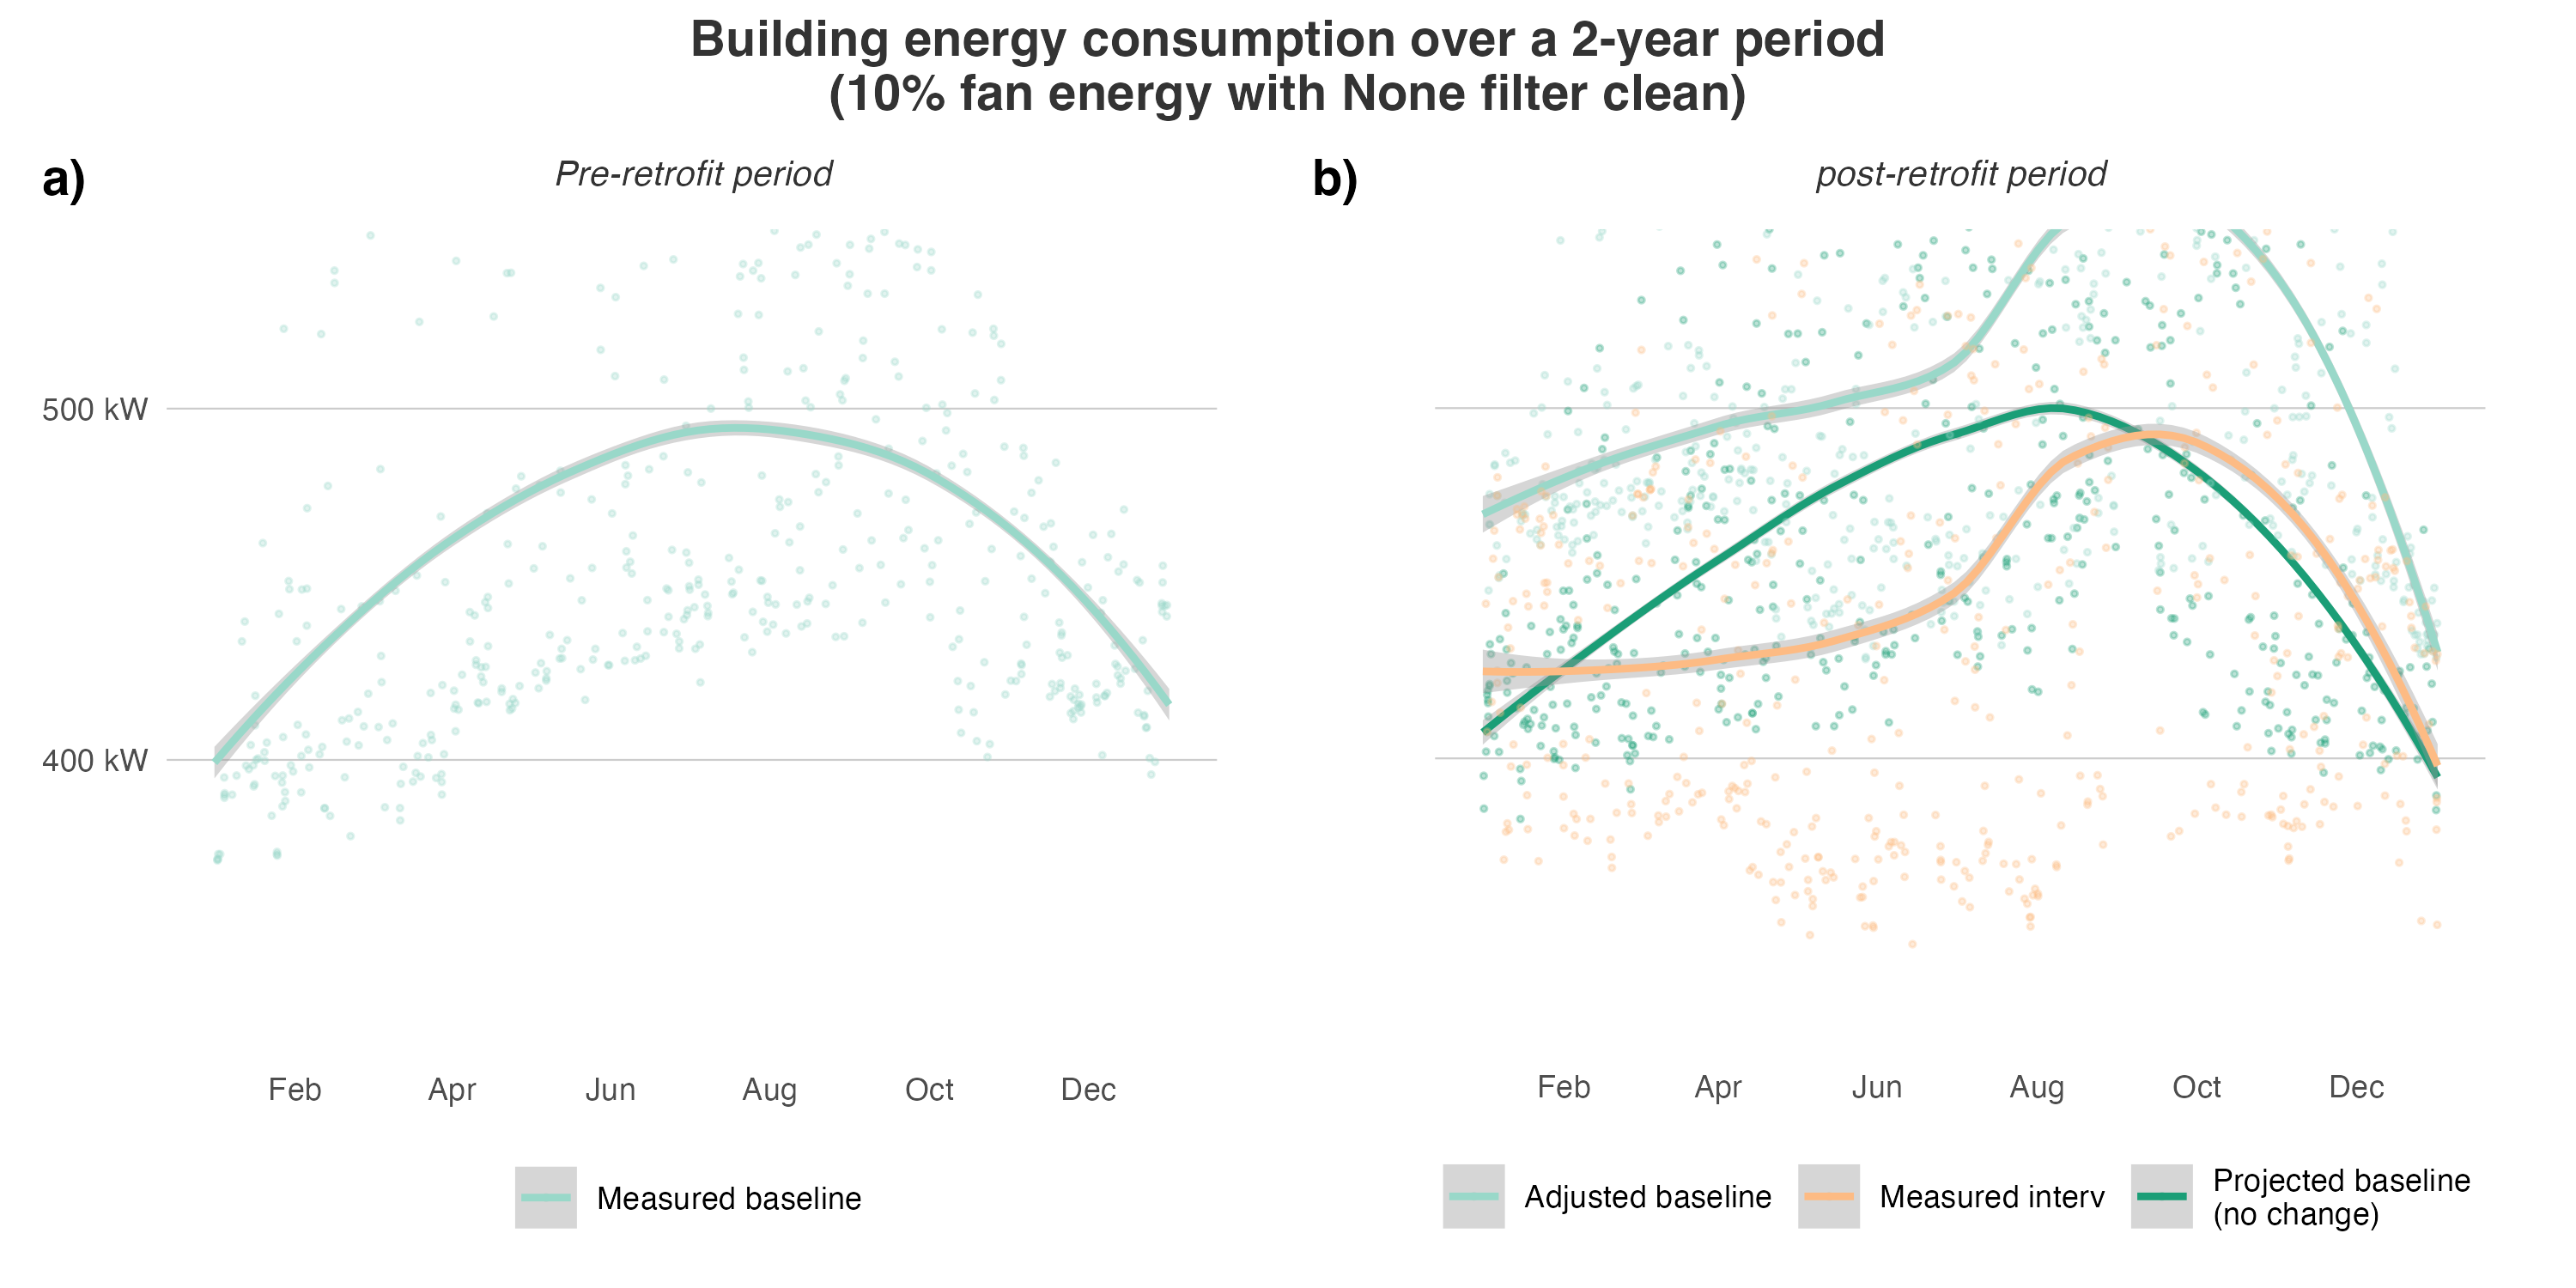 Building energy consumption over a 2-year period
(10% fan energy with None filter clean)
a)
Pre-retrofit period
500 kW
400 kW
Feb Apr Jun Aug Oct Dec
Measured baseline
b)
post-retrofit period
Feb Apr Jun Aug Oct Dec
Adjusted baseline Measured interv Projected baseline
(no change)